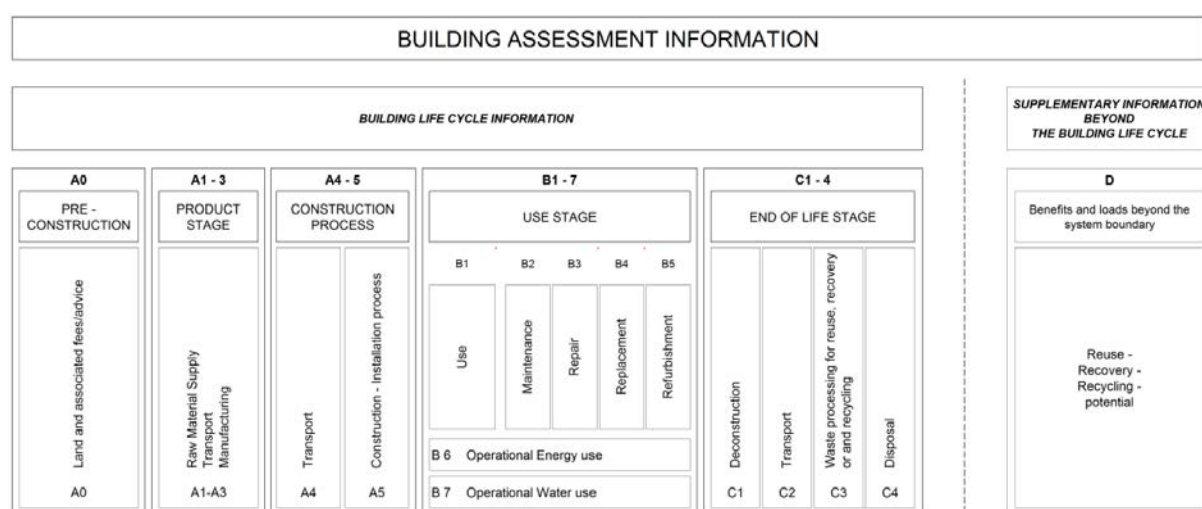 BUILDING ASSESSMENT INFORMATION
BUILDING LIFE CYCLE INFORMATION
SUPPLEMENTARY INFORMATION
BEYOND
THE BUILDING LIFE CYCLE
A0
PRE -
CONSTRUCTION
Land and associated fees/advice
A0
A1 - 3
PRODUCT
STAGE
Raw Material Supply
Transport
Manufacturing
A1-A3
A4 - 5
CONSTRUCTION
PROCESS
Transport
A4
Construction - Installation process
A5
B1 - 7
USE STAGE
B1
Use
B2
Maintenance
B3
Repair
B4
Replacement
B5
Refurbishment
B 6 Operational Energy use
B 7 Operational Water use
C1 - 4
END OF LIFE STAGE
Deconstruction
C1
Transport
C2
Waste processing for reuse, recovery
or and recycling
C3
Disposal
C4
D
Benefits and loads beyond the
system boundary
Reuse -
Recovery -
Recycling -
potential